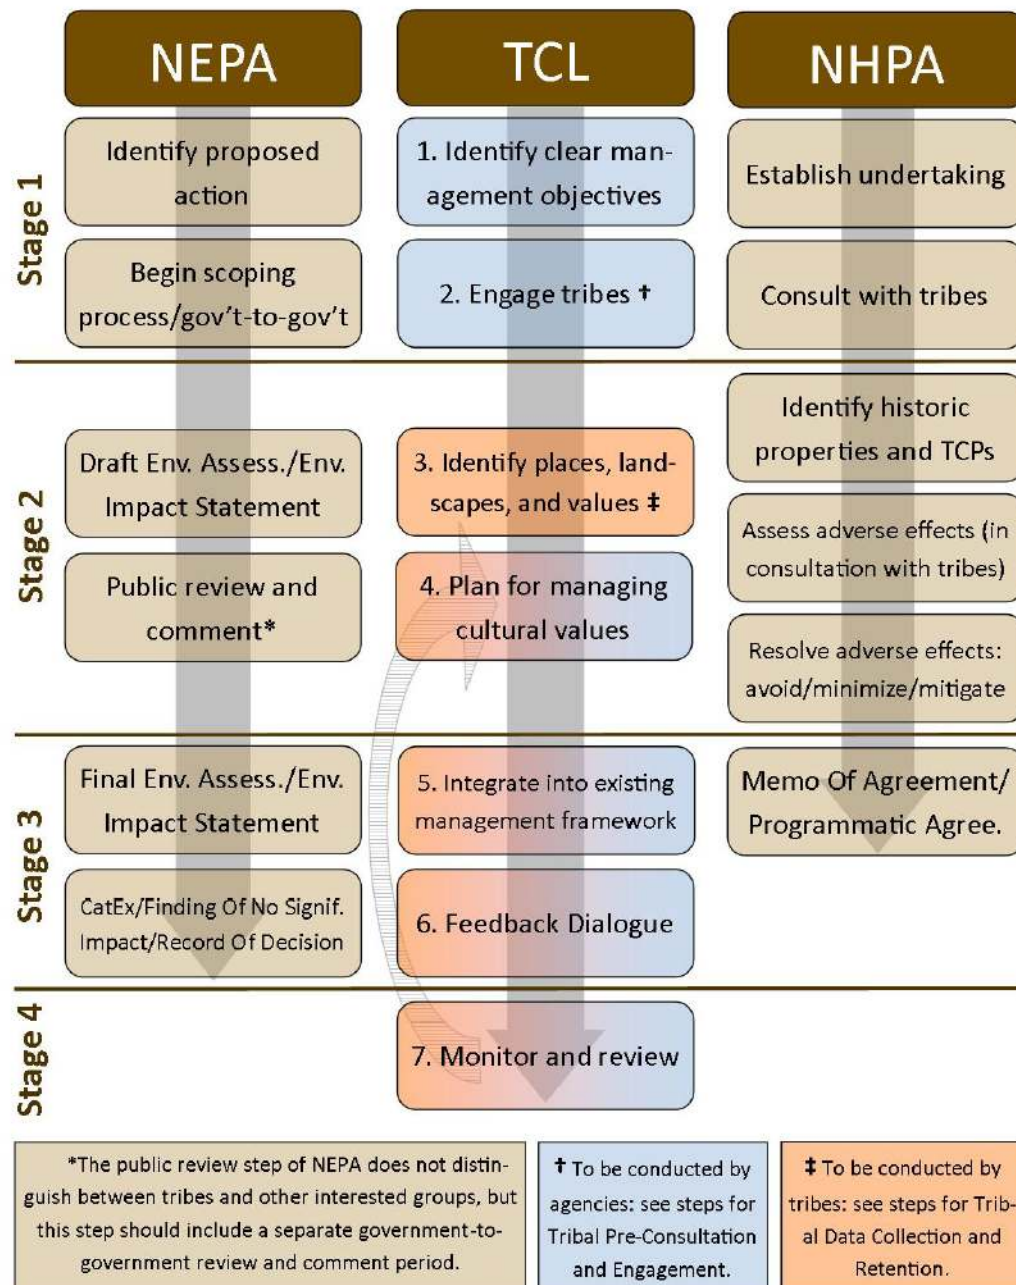 NEPA
TCL
NHPA
Stage 1
Identify proposed
action
1. Identify clear man-
agement objectives
Establish undertaking
Begin scoping
process/gov't-to-gov't
2. Engage tribes †
Consult with tribes
Stage 2
Draft Env. Assess./Env.
Impact Statement
3. Identify places, land-
scapes, and values ‡
Identify historic
properties and TCPs
Assess adverse effects (in
consultation with tribes)
Public review and
comment*
4. Plan for managing
cultural values
Resolve adverse effects:
avoid/minimize/mitigate
Stage 3
Final Env. Assess./Env.
Impact Statement
5. Integrate into existing
management framework
Memo Of Agreement/
Programmatic Agree.
CatEx/Finding Of No Signif.
Impact/Record Of Decision
6. Feedback Dialogue
Stage 4
7. Monitor and review
*The public review step of NEPA does not distin-
guish between tribes and other interested groups, but
this step should include a separate government-to-
government review and comment period.
† To be conducted by
agencies: see steps for
Tribal Pre-Consultation
and Engagement.
‡ To be conducted by
tribes: see steps for Trib-
al Data Collection and
Retention.